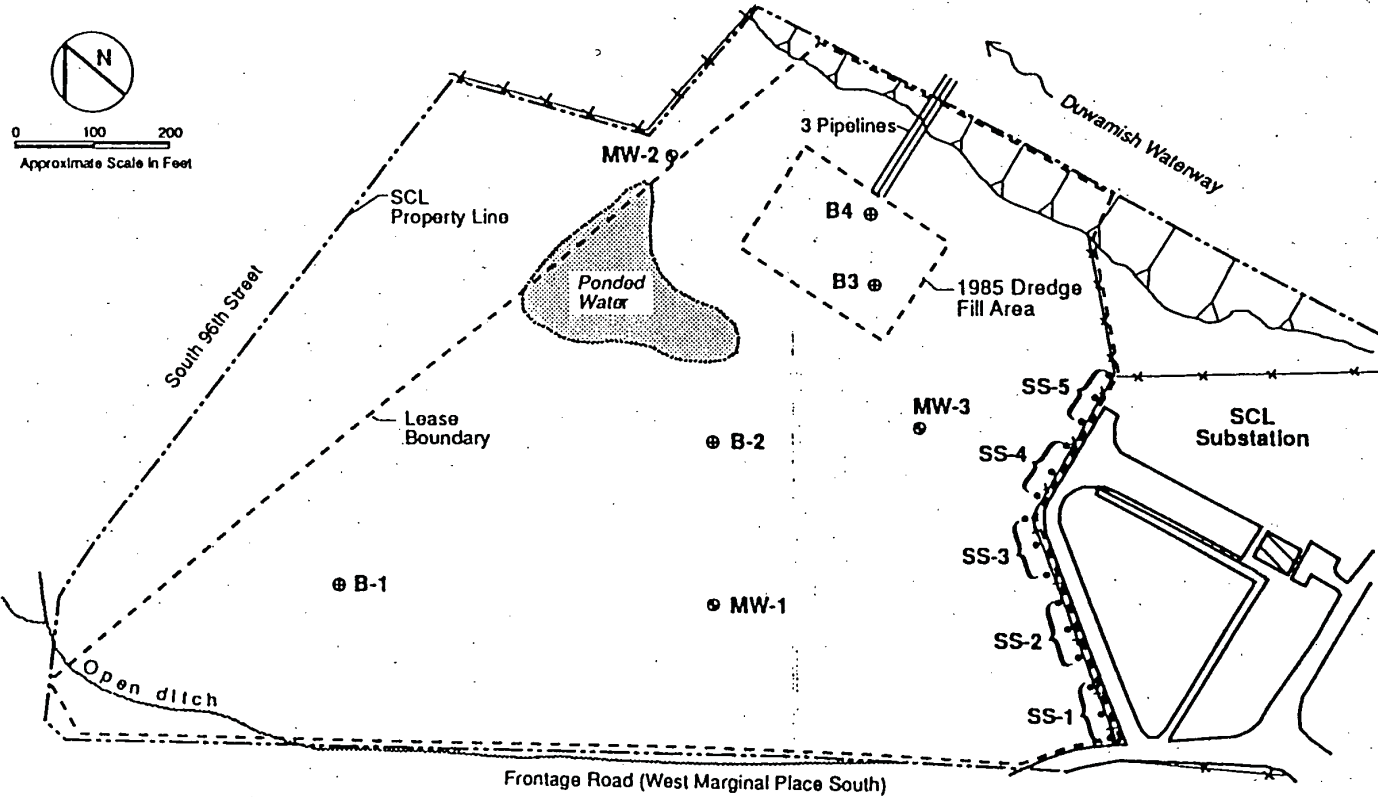 N
0 100 200
Approximate Scale in Feet
Duwamish Waterway
3 Pipelines
MW-2
SCL
Property Line
B4
B3
1985 Dredge
Fill Area
Ponded
Water
South 96th Street
Lease
Boundary
SS-5
MW-3
SCL
Substation
B-2
SS-4
SS-3
B-1
MW-1
SS-2
Open ditch
SS-1
Frontage Road (West Marginal Place South)